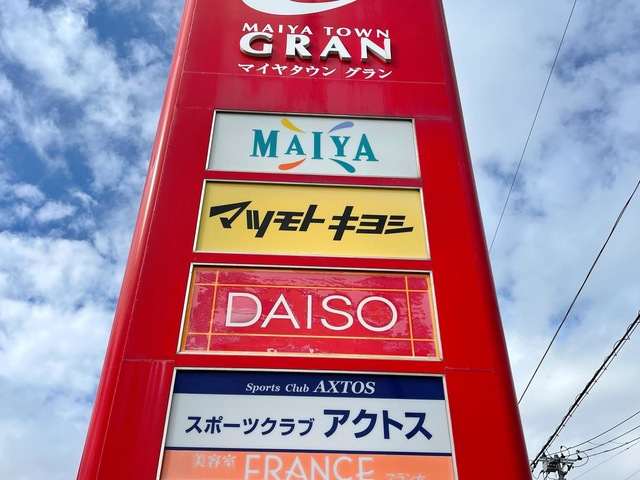 MAIYA TOWN
GRAN
マイヤタウン グラン
MAIYA
マツモトキヨシ
DAISO
Sports Club AXTOS
スポーツクラブ アクトス
美容室 FRANCE